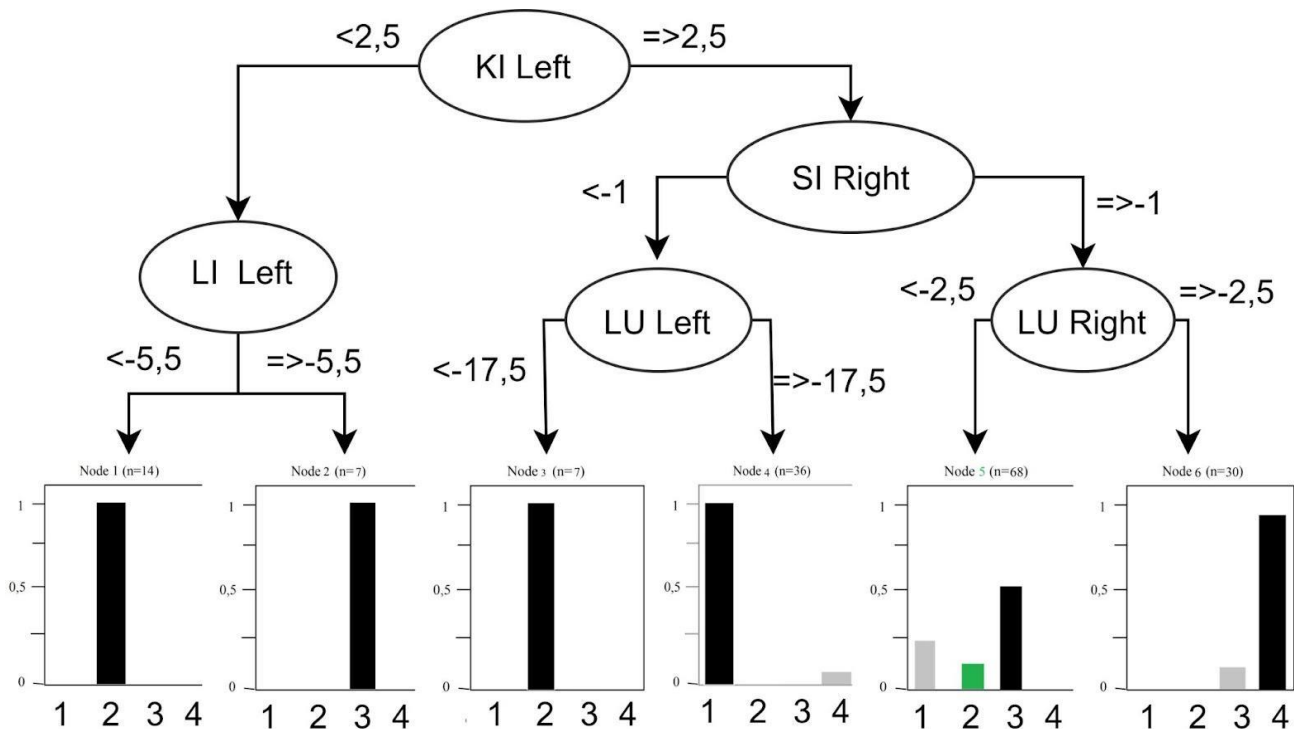 <2,5
=>2,5
KI Left
SI Right
<-1
=>-1
LI Left
LU Left
LU Right
<-2,5
=>-2,5
<-5,5
=>-5,5
<-17,5
=>-17,5
Node 1 (n=14)
Node 2 (n=7)
Node 3 (n=7)
Node 4 (n=36)
Node 5 (n=68)
Node 6 (n=30)
1 1 1 1 1 1
0,5 0,5 0,5 0,5 0,5 0,5
0 0 0 0 0 0
1 2 3 4 1 2 3 4 1 2 3 4 1 2 3 4 1 2 3 4 1 2 3 4